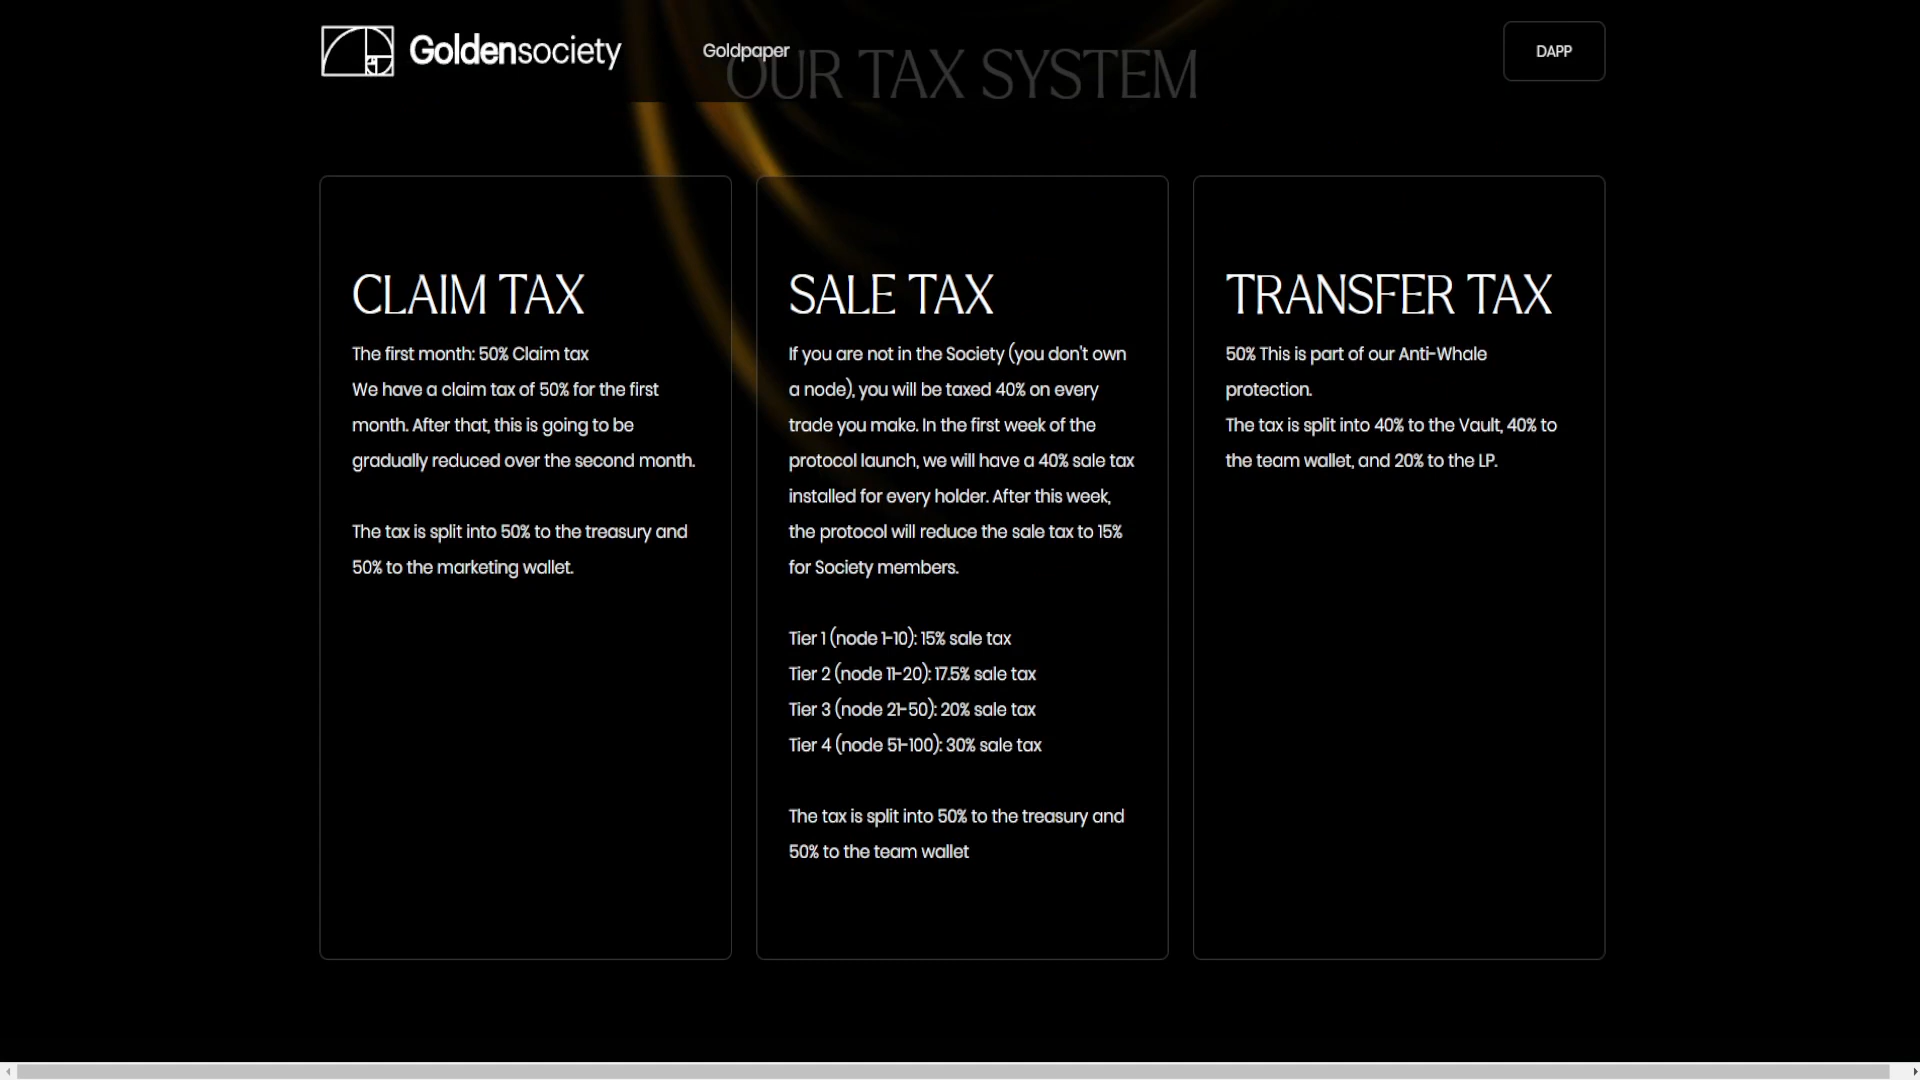 Goldensociety
Goldpaper
DAPP
OUR TAX SYSTEM
CLAIM TAX
The first month: 50% Claim tax
We have a claim tax of 50% for the first
month. After that, this is going to be
gradually reduced over the second month.
The tax is split into 50% to the treasury and
50% to the marketing wallet.
SALE TAX
If you are not in the Society (you don't own
a node), you will be taxed 40% on every
trade you make. In the first week of the
protocol launch, we will have a 40% sale tax
installed for every holder. After this week,
the protocol will reduce the sale tax to 15%
for Society members.
Tier 1 (node 1-10): 15% sale tax
Tier 2 (node 11-20): 17.5% sale tax
Tier 3 (node 21-50): 20% sale tax
Tier 4 (node 51-100): 30% sale tax
The tax is split into 50% to the treasury and
50% to the team wallet
TRANSFER TAX
50% This is part of our Anti-Whale
protection.
The tax is split into 40% to the Vault, 40% to
the team wallet, and 20% to the LP.